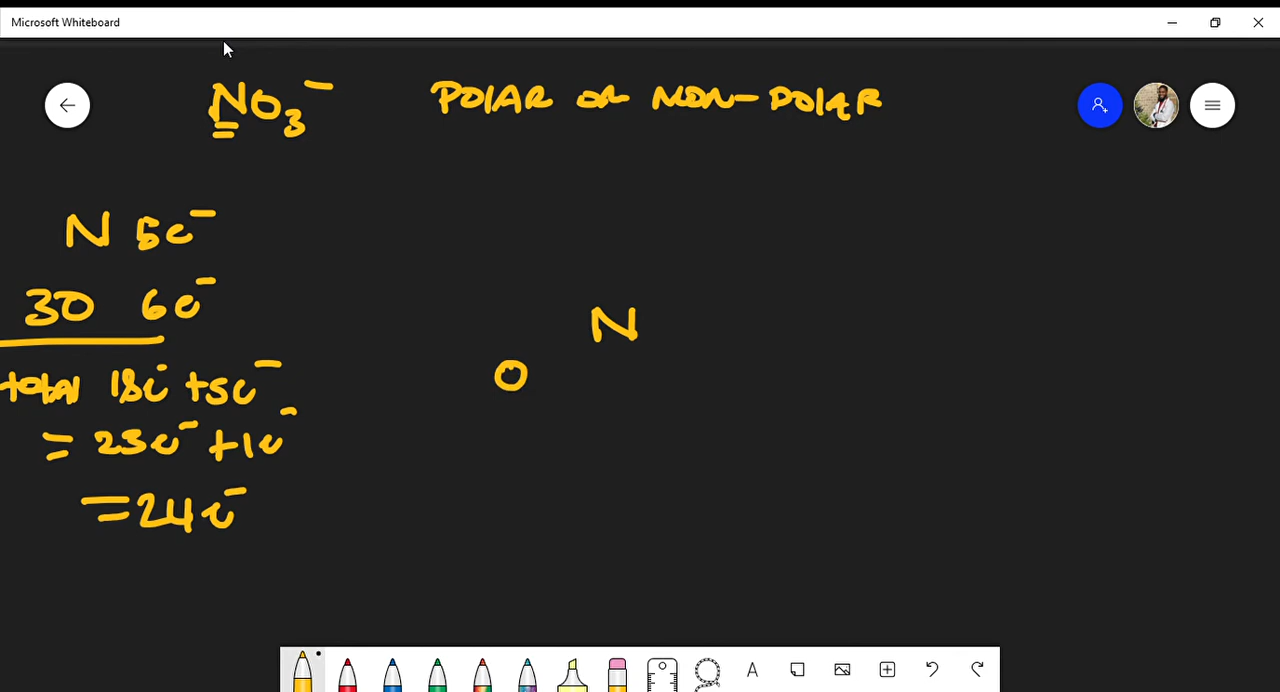 Microsoft Whiteboard
NO3⁻ POLAR OR NON-POLAR
N 5e⁻
3O 6e⁻
total 18e⁻ + 5e⁻
= 23e⁻ + 1e⁻
= 24e⁻
N
O
A